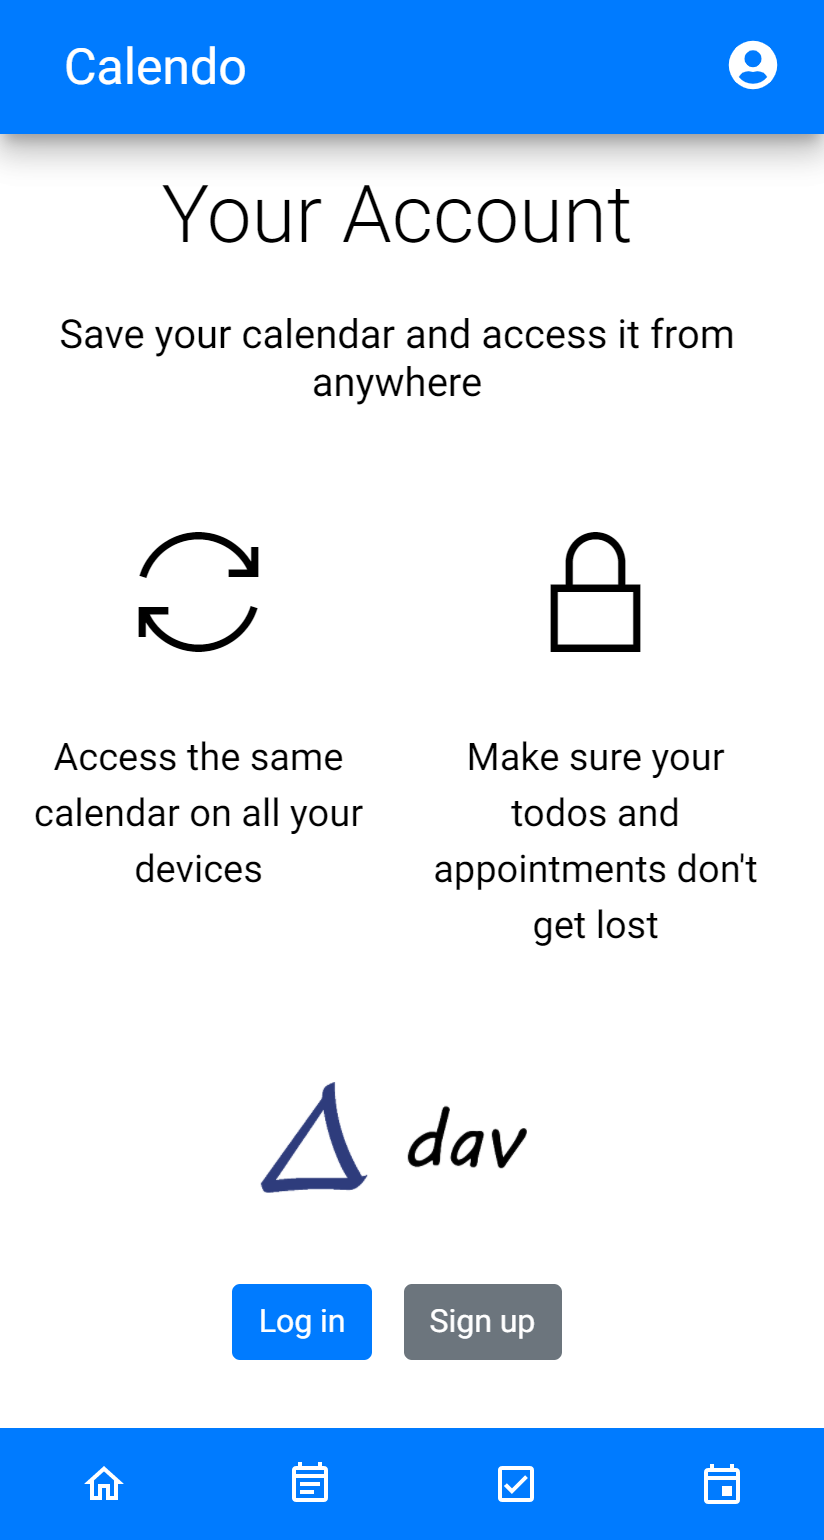 Calendo
Your Account
Save your calendar and access it from
anywhere
Access the same
calendar on all your
devices
Make sure your
todos and
appointments don't
get lost
dav
Log in
Sign up